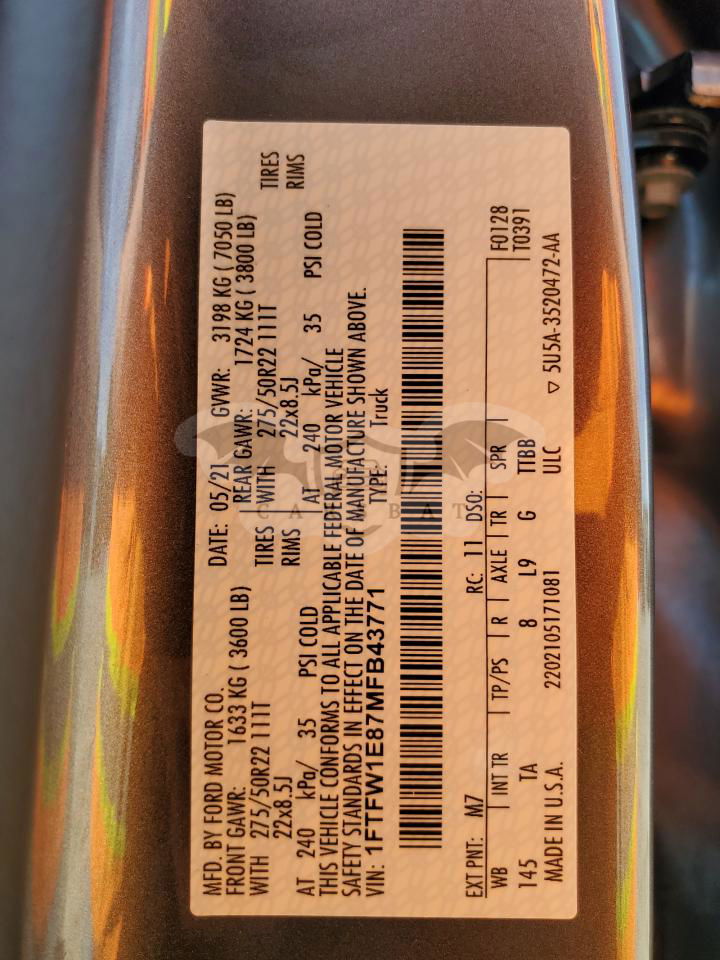 MFD. BY FORD MOTOR CO.
DATE: 05/21 GVWR: 3198 KG ( 7050 LB)
FRONT GAWR: 1633 KG ( 3600 LB)
REAR GAWR: 1724 KG ( 3800 LB)
WITH 275/50R22 111T TIRES WITH 275/50R22 111T TIRES
22x8.5J RIMS 22x8.5J RIMS
AT 240 kPa/ 35 PSI COLD AT 240 kPa/ 35 PSI COLD
THIS VEHICLE CONFORMS TO ALL APPLICABLE FEDERAL MOTOR VEHICLE
SAFETY STANDARDS IN EFFECT ON THE DATE OF MANUFACTURE SHOWN ABOVE.
VIN: 1FTFW1E87MFB43771 TYPE: Truck
EXT PNT: M7 RC: 11 DSO: F0128
WB INT TR TP/PS R AXLE TR SPR T0391
145 TA 8 L9 G TTBB
MADE IN U.S.A. 2202105171081 ULC ▽ 5U5A-3520472-AA